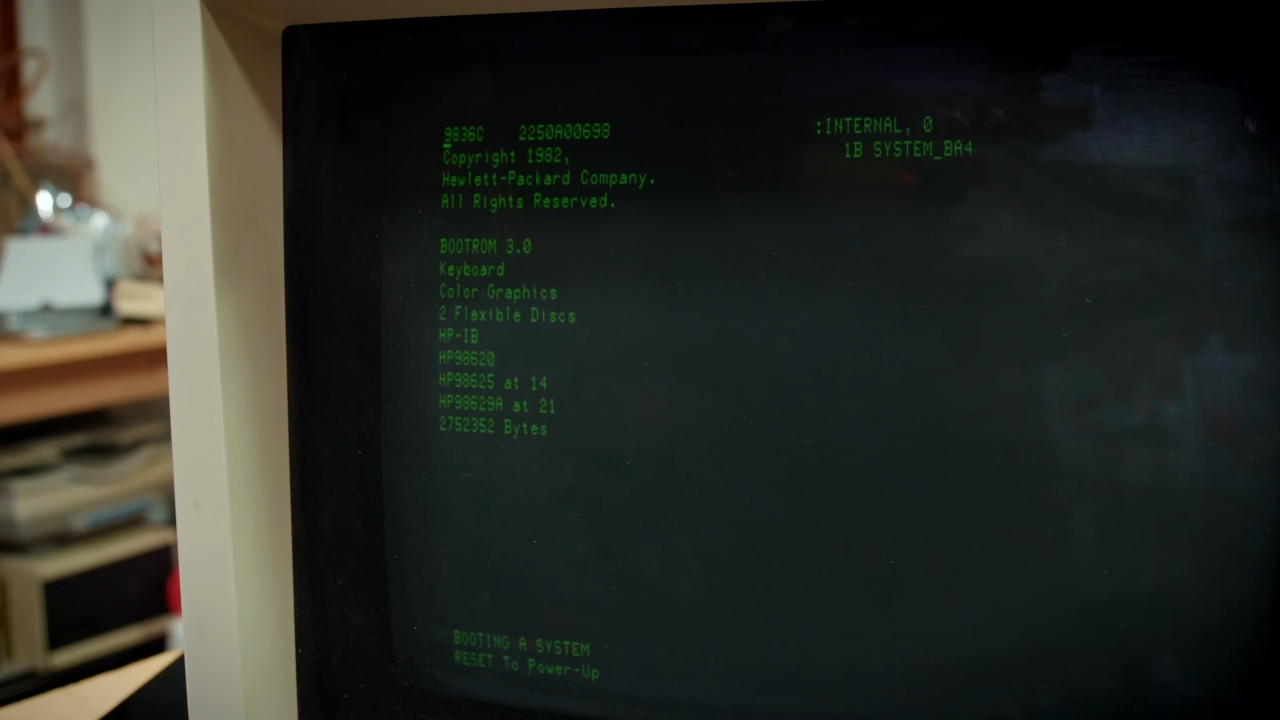 9836C 2250A00698
Copyright 1982,
Hewlett-Packard Company.
All Rights Reserved.
BOOTROM 3.0
Keyboard
Color Graphics
2 Flexible Discs
HP-IB
HP98620
HP98625 at 14
HP98629A at 21
2752352 Bytes
:INTERNAL, 0
1B SYSTEM_BA4
BOOTING A SYSTEM
RESET To Power-Up